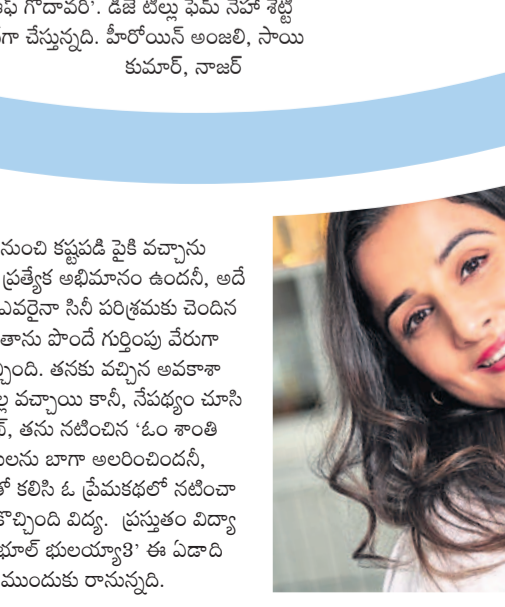 ఆఫ్ గోదావరి'. డిజె టిల్లు ఫేమ్ నేహా శెట్టి
గా చేస్తున్నది. హీరోయిన్ అంజలి, సాయి
కుమార్, నాజర్
నుంచి కష్టపడి పైకి వచ్చాను
ప్రత్యేక అభిమానం ఉందనీ, అదే
ఎవరైనా సినీ పరిశ్రమకు చెందిన
తాను పొందే గుర్తింపు వేరుగా
చ్చింది. తనకు వచ్చిన అవకాశా
ల్ల వచ్చాయి కానీ, నేపథ్యం చూసి
తను నటించిన 'ఓం శాంతి
లను బాగా అలరించిందనీ,
తో కలిసి ఓ ప్రేమకథలో నటించా
కొచ్చింది విద్య. ప్రస్తుతం విద్యా
భూల్ భులయ్యా3' ఈ ఏడాది
ముందుకు రానున్నది.